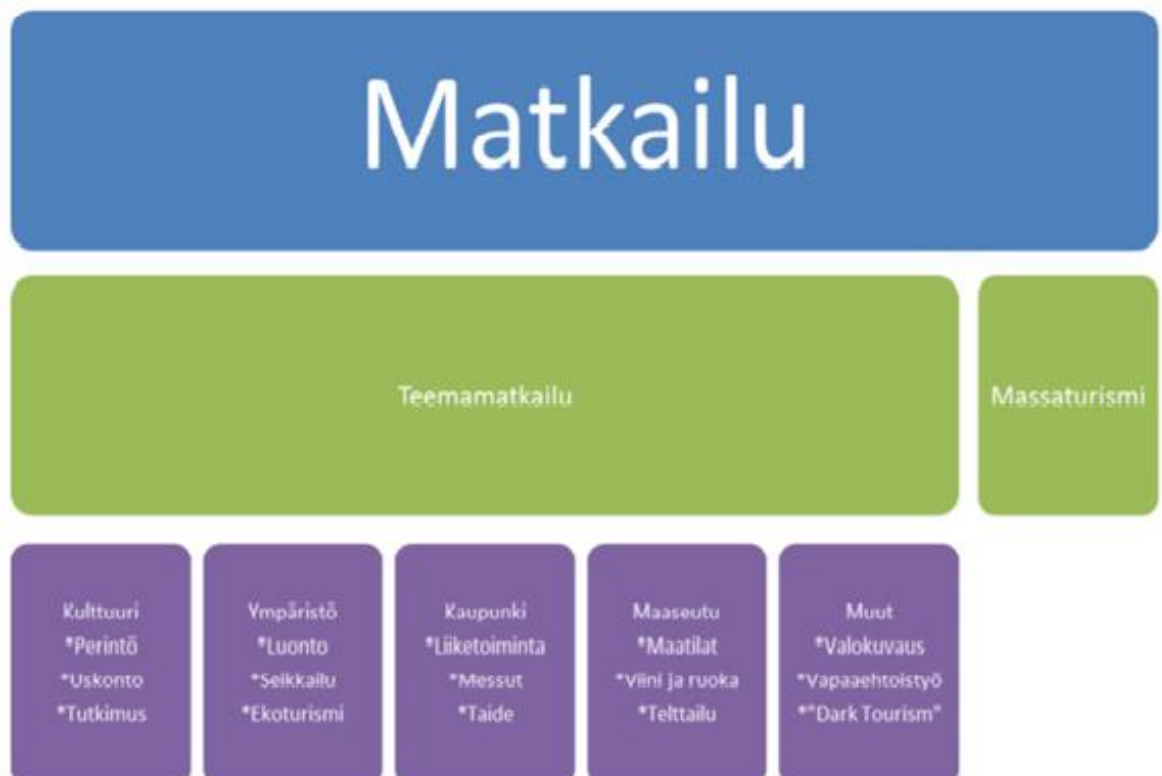 Matkailu
Teemamatkailu
Massaturismi
Kulttuuri
*Perintö
*Uskonto
*Tutkimus
Ympäristö
*Luonto
*Seikkailu
*Ekoturismi
Kaupunki
*Liiketoiminta
*Messut
*Taide
Maaseutu
*Maatilat
*Viini ja ruoka
*Telttailu
Muut
*Valokuvaus
*Vapaaehtoistyö
*"Dark Tourism"